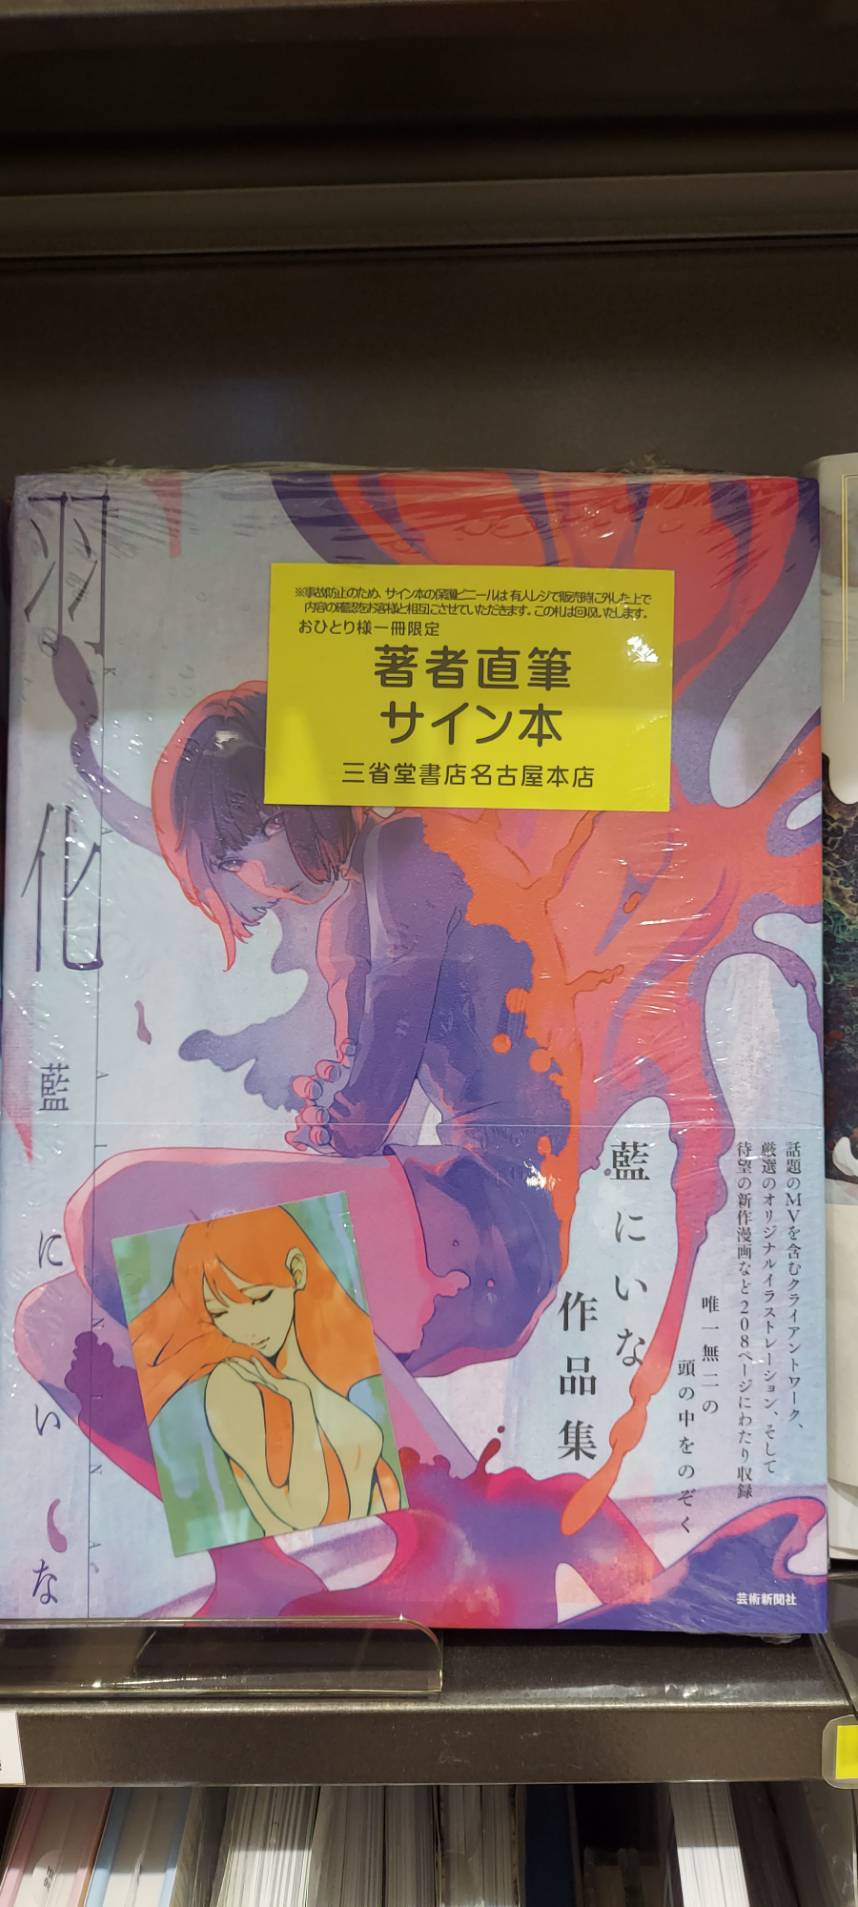 ※事故防止のため、サイン本の保護ビニールは有人レジで販売時に外した上で
内容の確認をお客様と相互にさせていただきます。この札は回収いたします。
おひとり様一冊限定
著者直筆
サイン本
三省堂書店名古屋本店
羽化
藍にいな
話題のMVを含むクライアントワーク、
厳選のオリジナルイラストレーション、そして
待望の新作漫画など208ページにわたり収録
唯一無二の
頭の中をのぞく
藍にいな
作品集
芸術新聞社